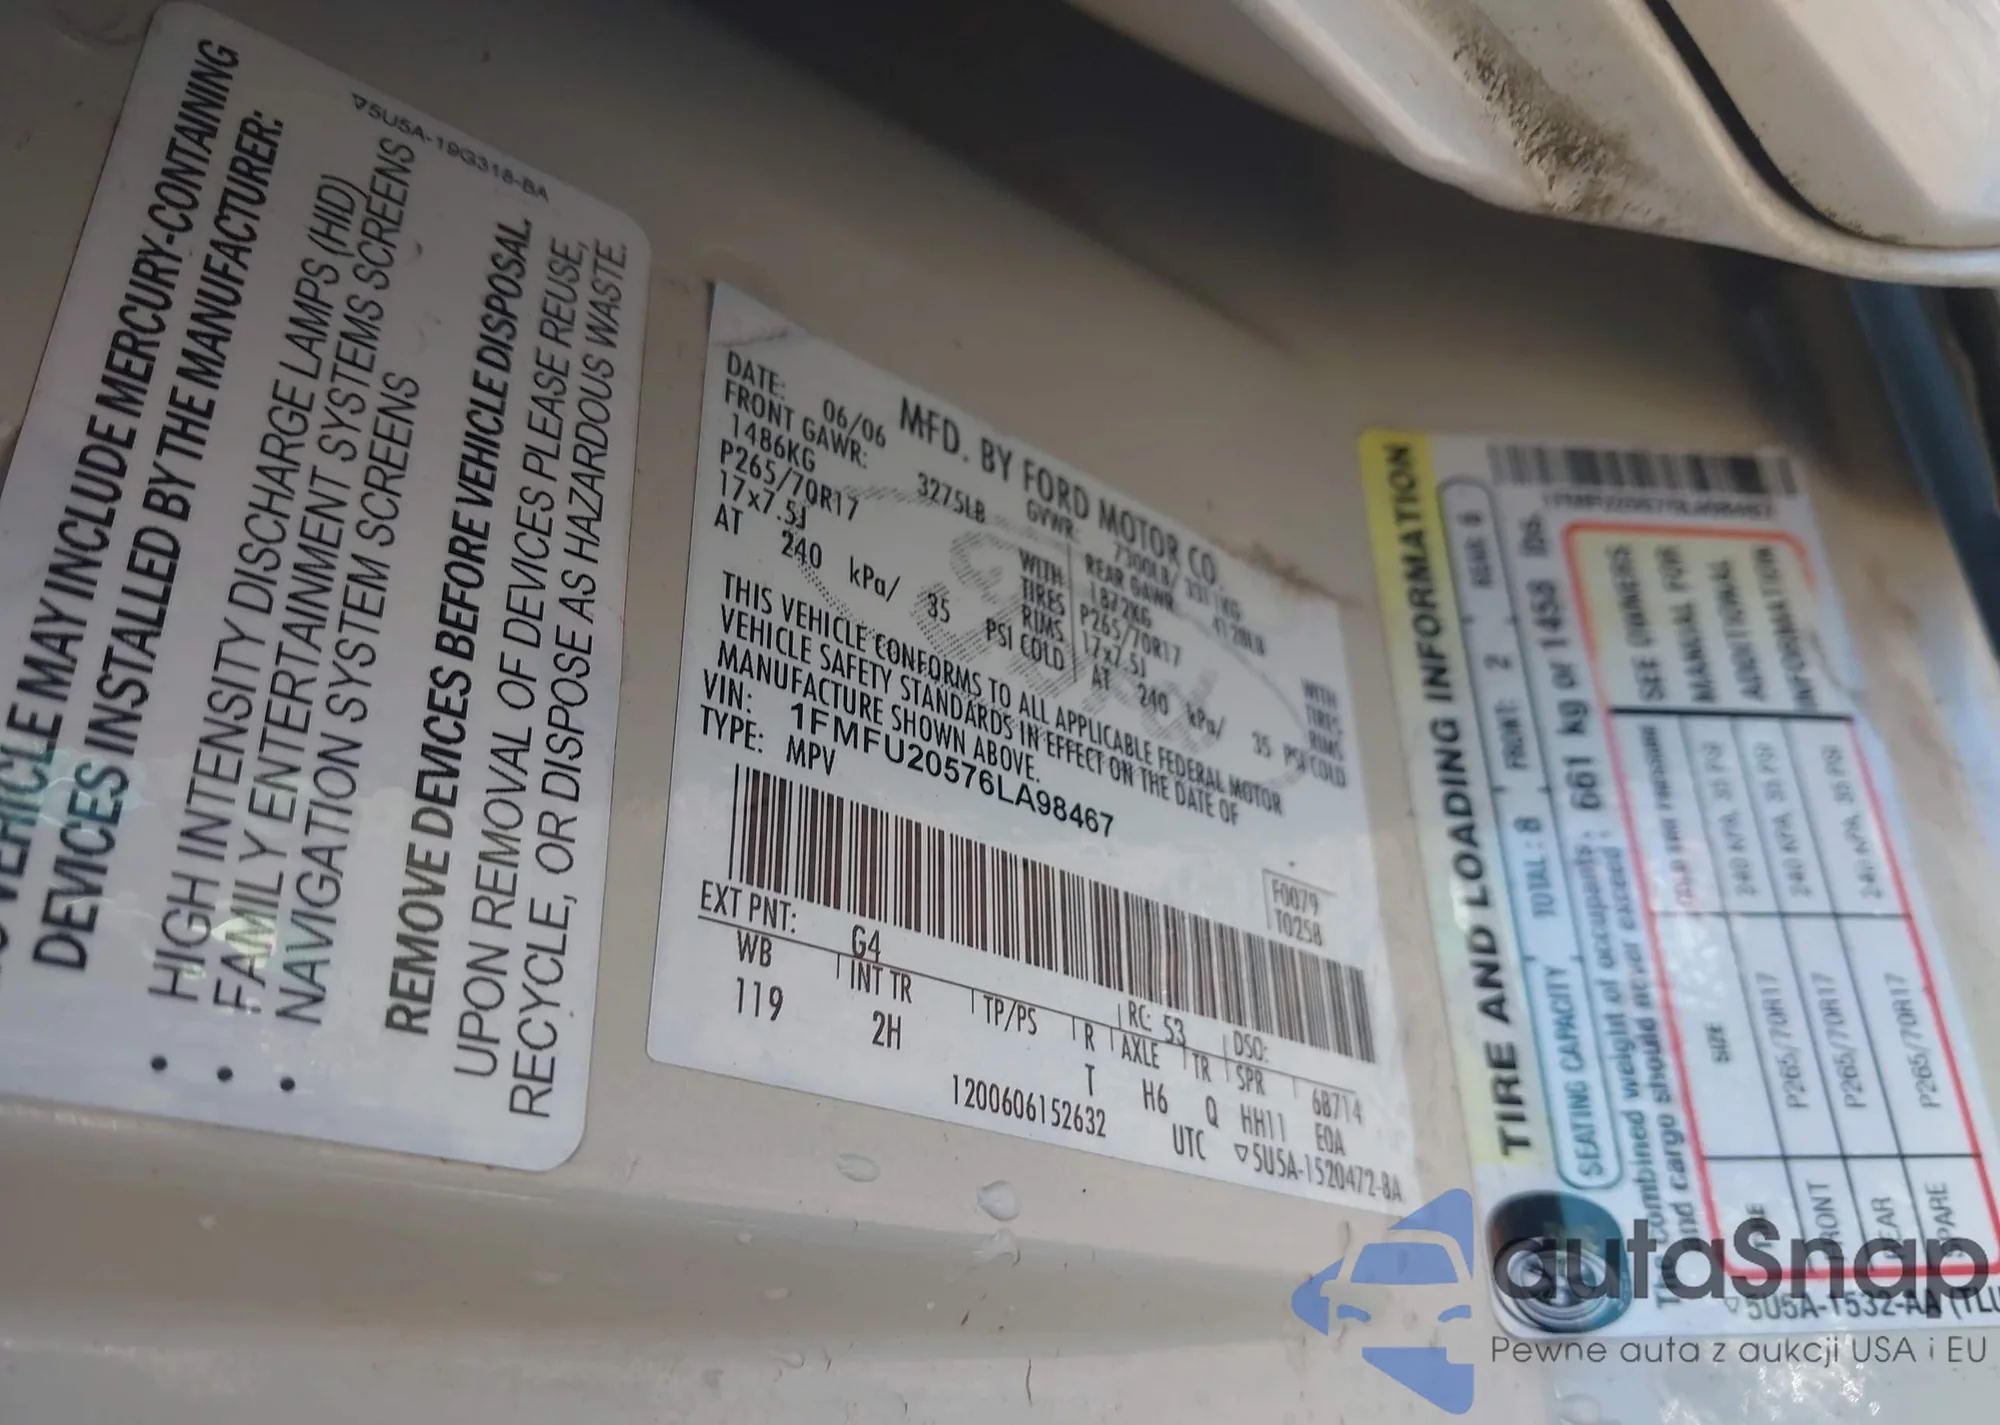 ▽5U5A-19G318-BA
VEHICLE MAY INCLUDE MERCURY-CONTAINING
DEVICES INSTALLED BY THE MANUFACTURER:
• HIGH INTENSITY DISCHARGE LAMPS (HID)
• FAMILY ENTERTAINMENT SYSTEMS SCREENS
• NAVIGATION SYSTEM SCREENS
REMOVE DEVICES BEFORE VEHICLE DISPOSAL.
UPON REMOVAL OF DEVICES PLEASE REUSE,
RECYCLE, OR DISPOSE AS HAZARDOUS WASTE.
MFD. BY FORD MOTOR CO.
DATE: 06/06 GVWR: 7300LB/ 3311KG
FRONT GAWR: 3275LB REAR GAWR: 4120LB
1486KG WITH 1872KG WITH
P265/70R17 TIRES P265/70R17 TIRES
17x7.5J RIMS 17x7.5J RIMS
AT 240 kPa/ 35 PSI COLD AT 240 kPa/ 35 PSI COLD
THIS VEHICLE CONFORMS TO ALL APPLICABLE FEDERAL MOTOR
VEHICLE SAFETY STANDARDS IN EFFECT ON THE DATE OF
MANUFACTURE SHOWN ABOVE.
VIN: 1FMFU20576LA98467
TYPE: MPV
F0079
T0258
EXT PNT: G4 RC: 53 DSO:
WB INT TR TP/PS R AXLE TR SPR 68714
119 2H T H6 Q HH11 EOA
1200606152632 UTC ▽5U5A-1520472-BA
TIRE AND LOADING INFORMATION
SEATING CAPACITY TOTAL: 8 FRONT: 2 REAR: 6
The combined weight of occupants and cargo should never exceed: 661 kg or 1458 lbs.
SIZE COLD TIRE PRESSURE
FRONT P265/70R17 240 KPA, 35 PSI
REAR P265/70R17 240 KPA, 35 PSI
SPARE P265/70R17 240 KPA, 35 PSI
SEE OWNERS
MANUAL FOR
ADDITIONAL
INFORMATION
▽5U5A-1532-AA (TLU
autaSnap
Pewne auta z aukcji USA i EU